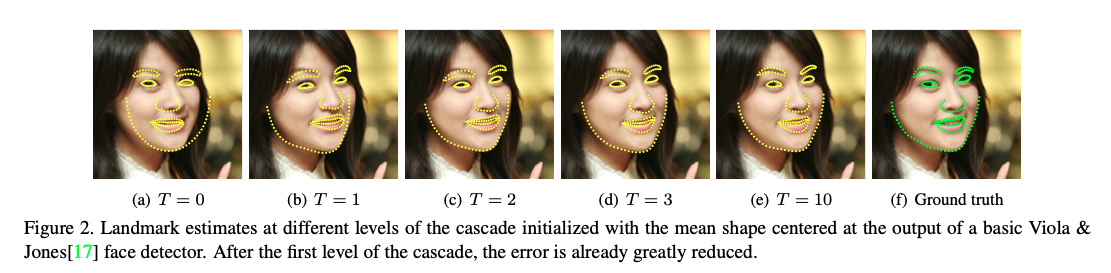 (a) T = 0
(b) T = 1
(c) T = 2
(d) T = 3
(e) T = 10
(f) Ground truth
Figure 2. Landmark estimates at different levels of the cascade initialized with the mean shape centered at the output of a basic Viola &
Jones[17] face detector. After the first level of the cascade, the error is already greatly reduced.